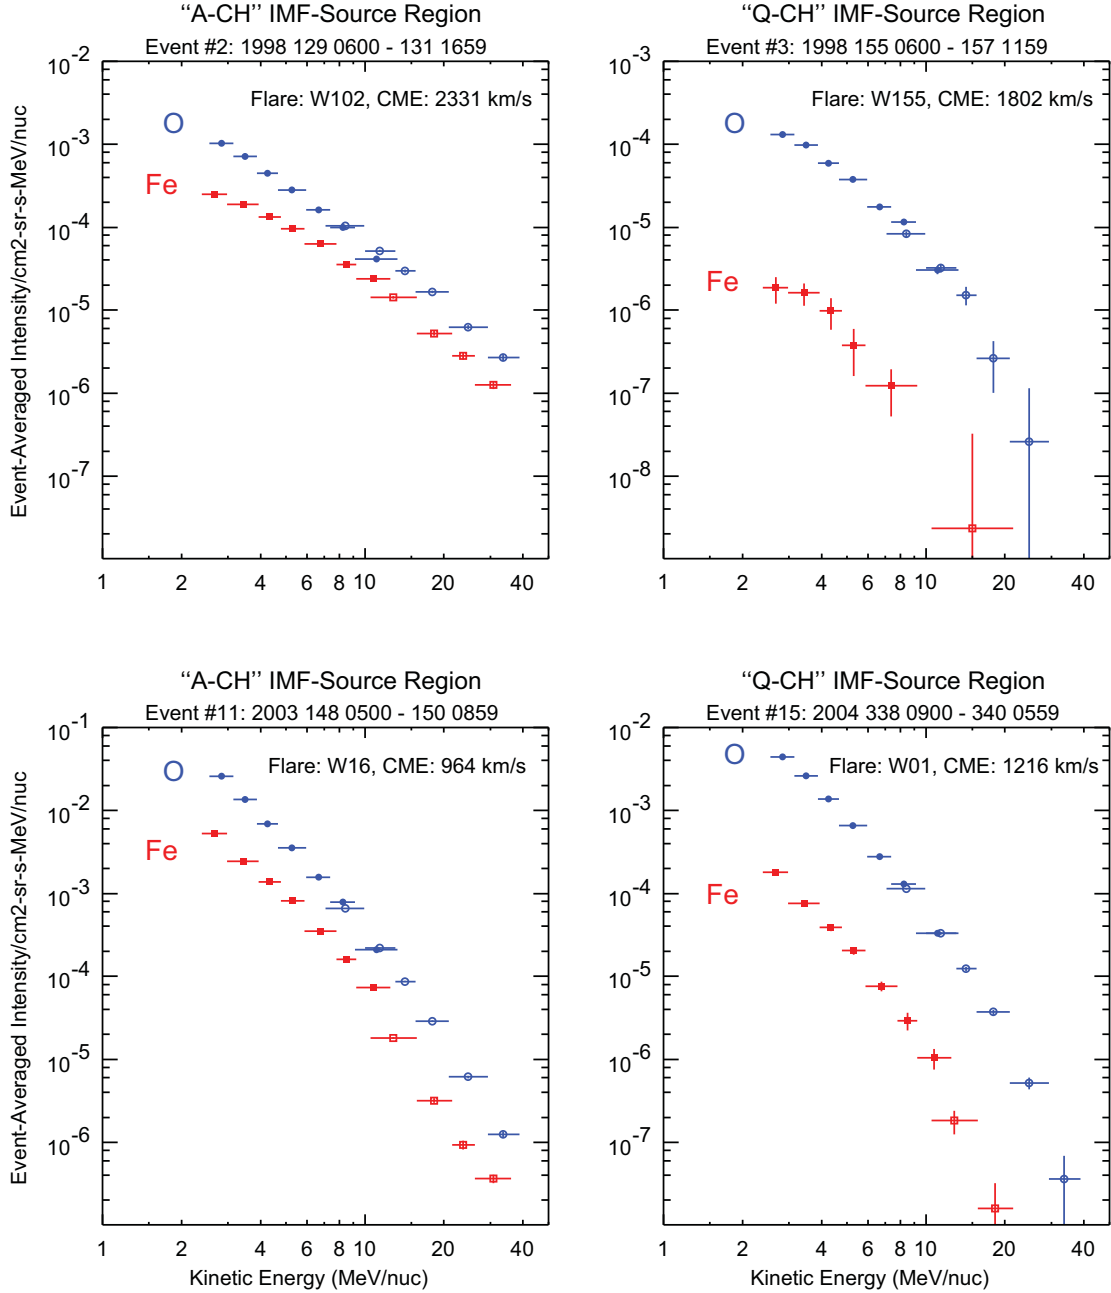 ‘‘A-CH’’ IMF-Source Region
Event #2: 1998 129 0600 - 131 1659
Flare: W102, CME: 2331 km/s
O
Fe
Event-Averaged Intensity/cm2-sr-s-MeV/nuc
10-2
10-3
10-4
10-5
10-6
10-7
1 2 4 6 8 10 20 40
‘‘Q-CH’’ IMF-Source Region
Event #3: 1998 155 0600 - 157 1159
Flare: W155, CME: 1802 km/s
O
Fe
10-3
10-4
10-5
10-6
10-7
10-8
1 2 4 6 8 10 20 40
‘‘A-CH’’ IMF-Source Region
Event #11: 2003 148 0500 - 150 0859
Flare: W16, CME: 964 km/s
O
Fe
Event-Averaged Intensity/cm2-sr-s-MeV/nuc
10-1
10-2
10-3
10-4
10-5
10-6
1 2 4 6 8 10 20 40
Kinetic Energy (MeV/nuc)
‘‘Q-CH’’ IMF-Source Region
Event #15: 2004 338 0900 - 340 0559
Flare: W01, CME: 1216 km/s
O
Fe
10-2
10-3
10-4
10-5
10-6
10-7
1 2 4 6 8 10 20 40
Kinetic Energy (MeV/nuc)